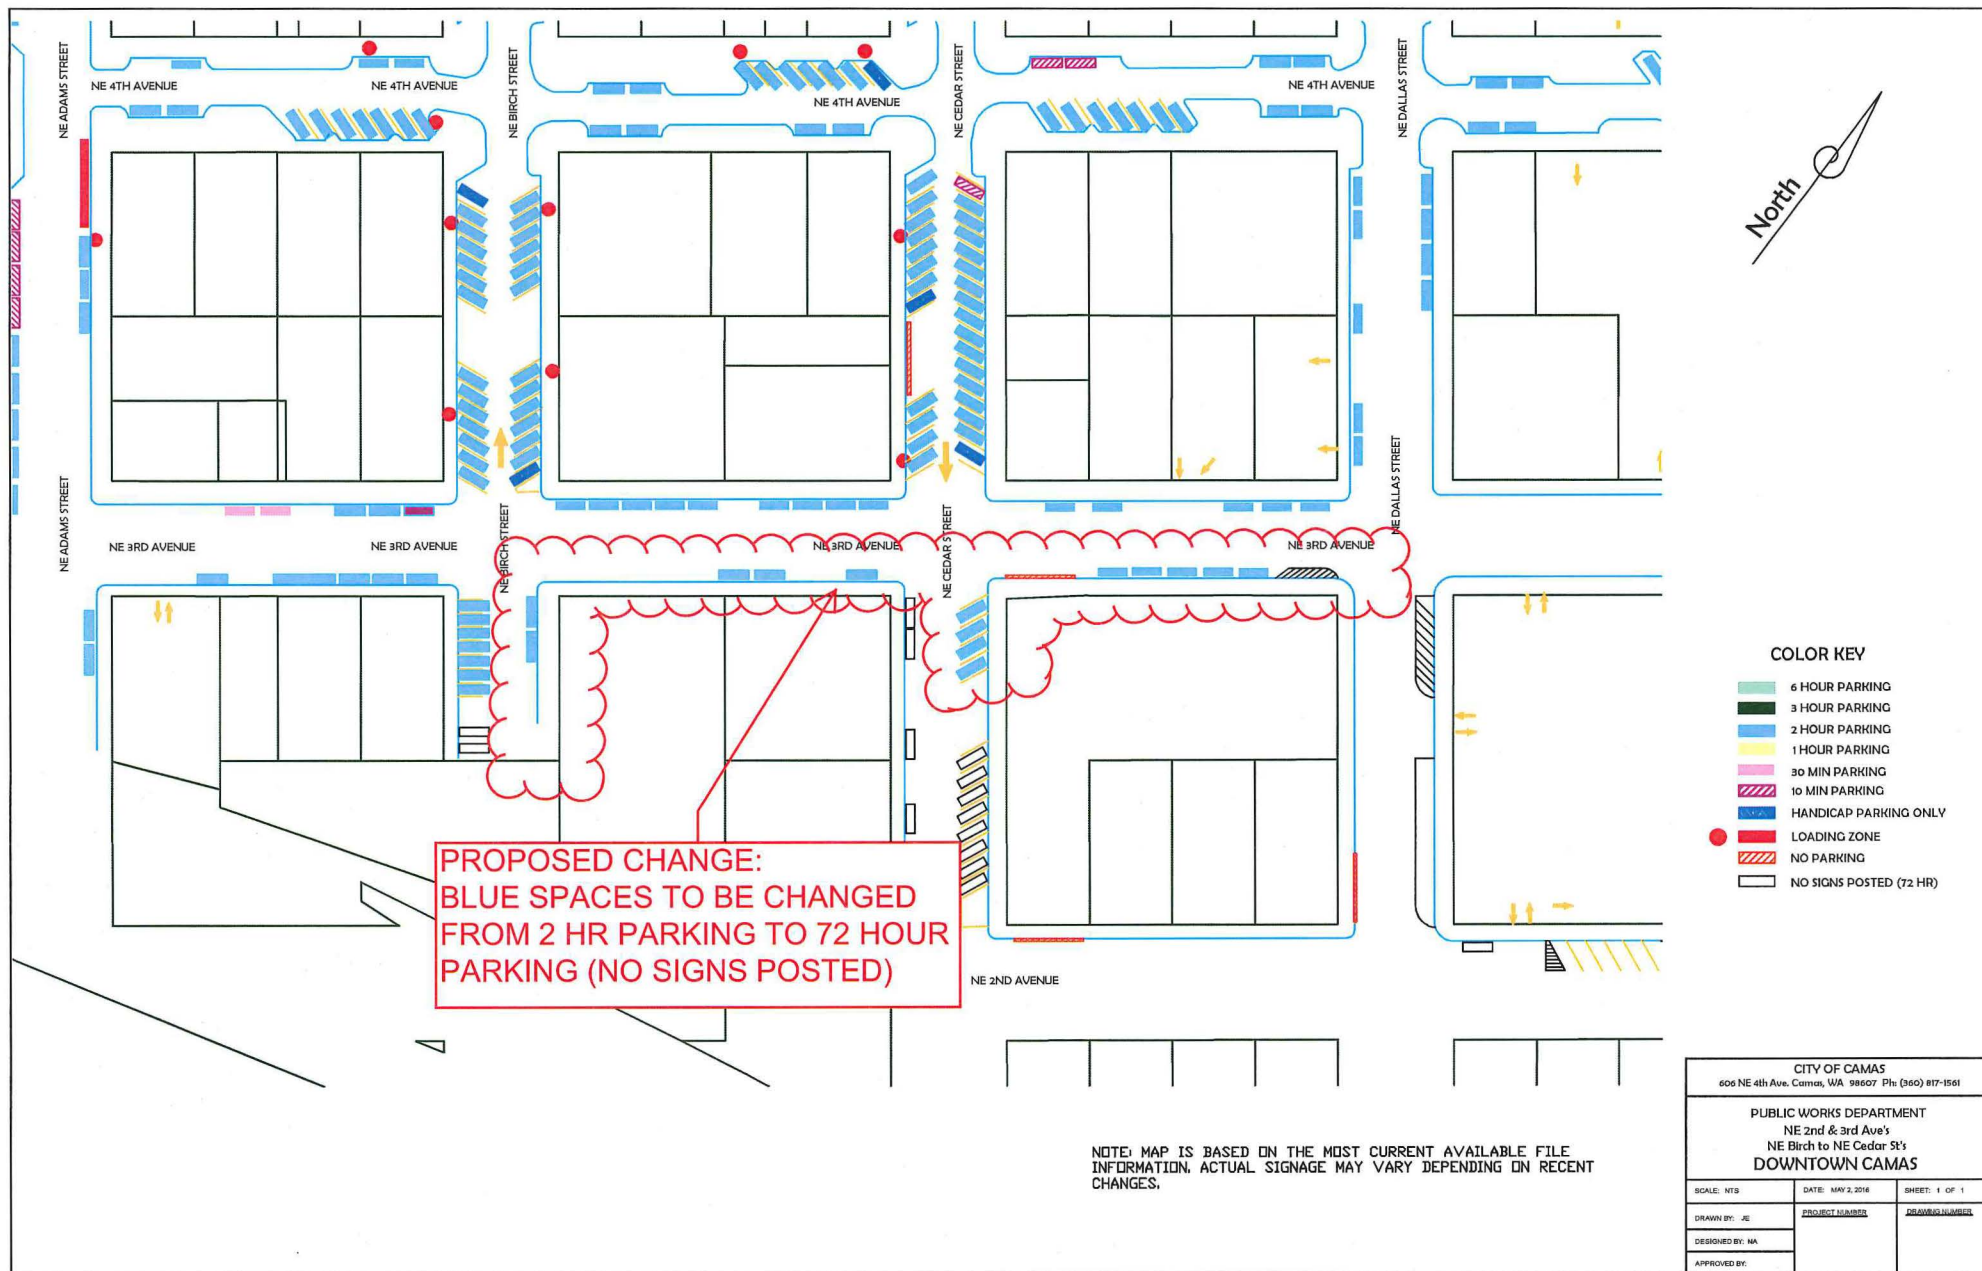 NE ADAMS STREET
NE 4TH AVENUE
NE 4TH AVENUE
NE BIRCH STREET
NE 4TH AVENUE
NE CEDAR STREET
NE 4TH AVENUE
NE DALLAS STREET
North
NE ADAMS STREET
NE 3RD AVENUE
NE 3RD AVENUE
NE BIRCH STREET
NE 3RD AVENUE
NE CEDAR STREET
NE 3RD AVENUE
NE DALLAS STREET
COLOR KEY
6 HOUR PARKING
3 HOUR PARKING
2 HOUR PARKING
1 HOUR PARKING
30 MIN PARKING
10 MIN PARKING
HANDICAP PARKING ONLY
LOADING ZONE
NO PARKING
NO SIGNS POSTED (72 HR)
PROPOSED CHANGE:
BLUE SPACES TO BE CHANGED
FROM 2 HR PARKING TO 72 HOUR
PARKING (NO SIGNS POSTED)
NE 2ND AVENUE
NOTE: MAP IS BASED ON THE MOST CURRENT AVAILABLE FILE
INFORMATION. ACTUAL SIGNAGE MAY VARY DEPENDING ON RECENT
CHANGES.
CITY OF CAMAS
606 NE 4th Ave. Camas, WA 98607 Ph: (360) 817-1561
PUBLIC WORKS DEPARTMENT
NE 2nd & 3rd Ave's
NE Birch to NE Cedar St's
DOWNTOWN CAMAS
SCALE: NTS
DATE: MAY 2, 2016
SHEET: 1 OF 1
DRAWN BY: JE
PROJECT NUMBER
DRAWING NUMBER
DESIGNED BY: NA
APPROVED BY: